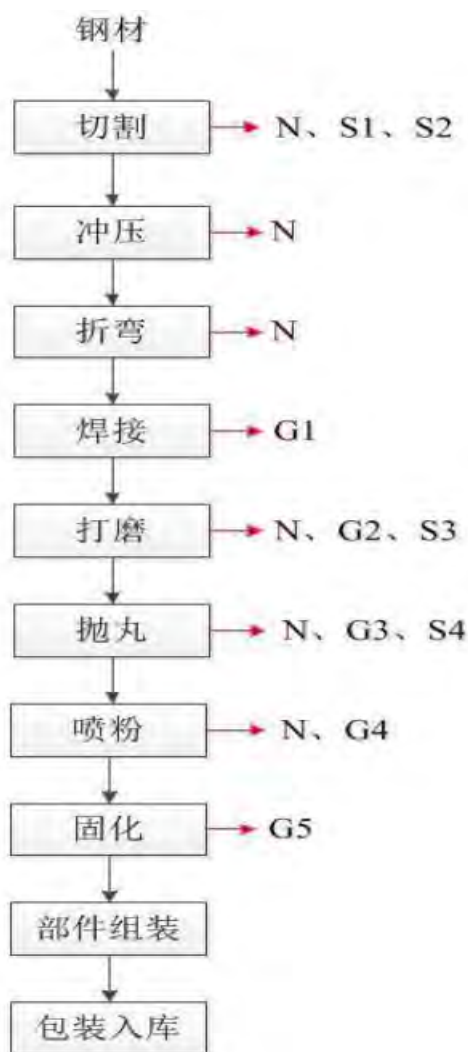 钢材
切割 N、S1、S2
冲压 N
折弯 N
焊接 G1
打磨 N、G2、S3
抛丸 N、G3、S4
喷粉 N、G4
固化 G5
部件组装
包装入库